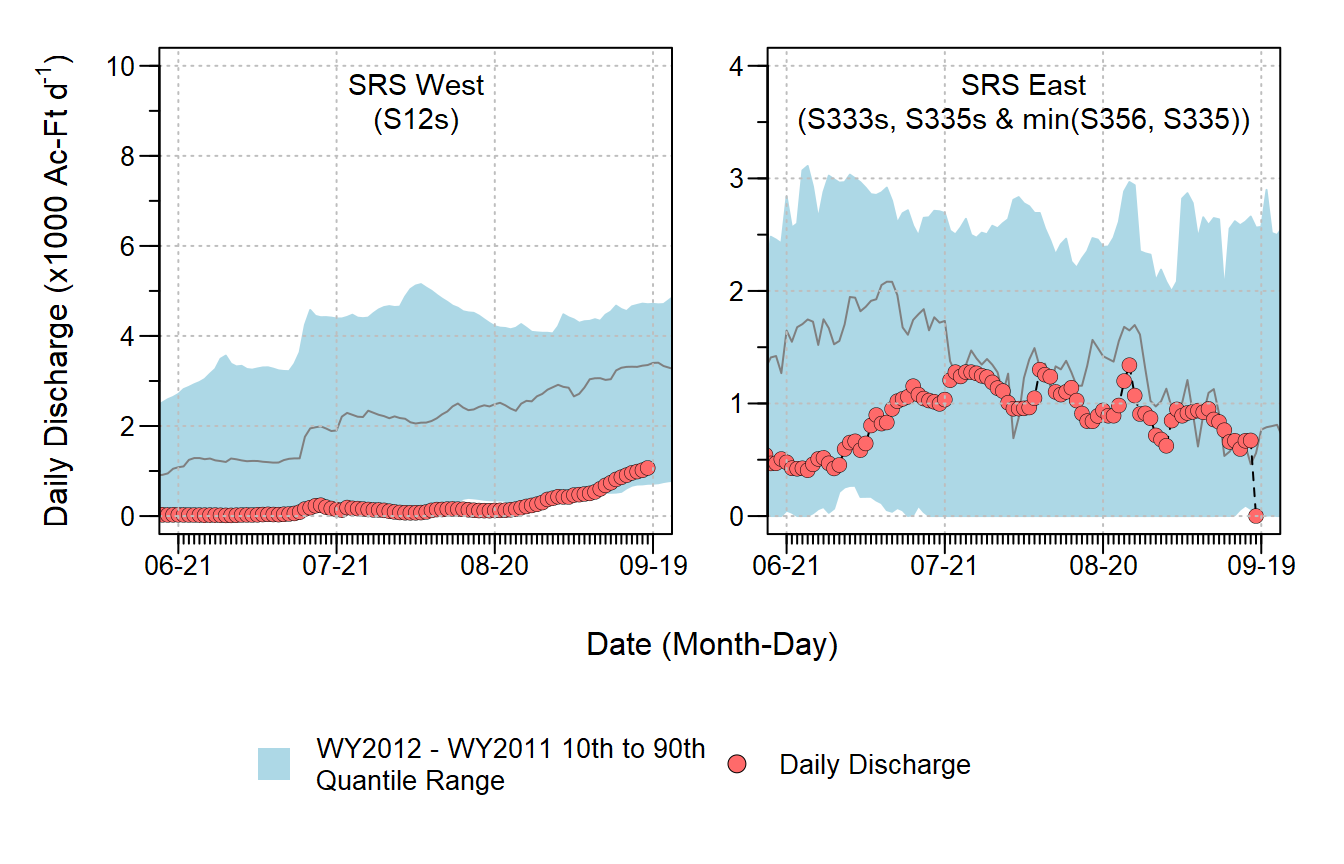 SRS West
(S12s)
SRS East
(S333s, S335s & min(S356, S335))
Daily Discharge (x1000 Ac-Ft d⁻¹)
10
8
6
4
2
0
4
3
2
1
0
06-21 07-21 08-20 09-19
06-21 07-21 08-20 09-19
Date (Month-Day)
WY2012 - WY2011 10th to 90th
Quantile Range
Daily Discharge